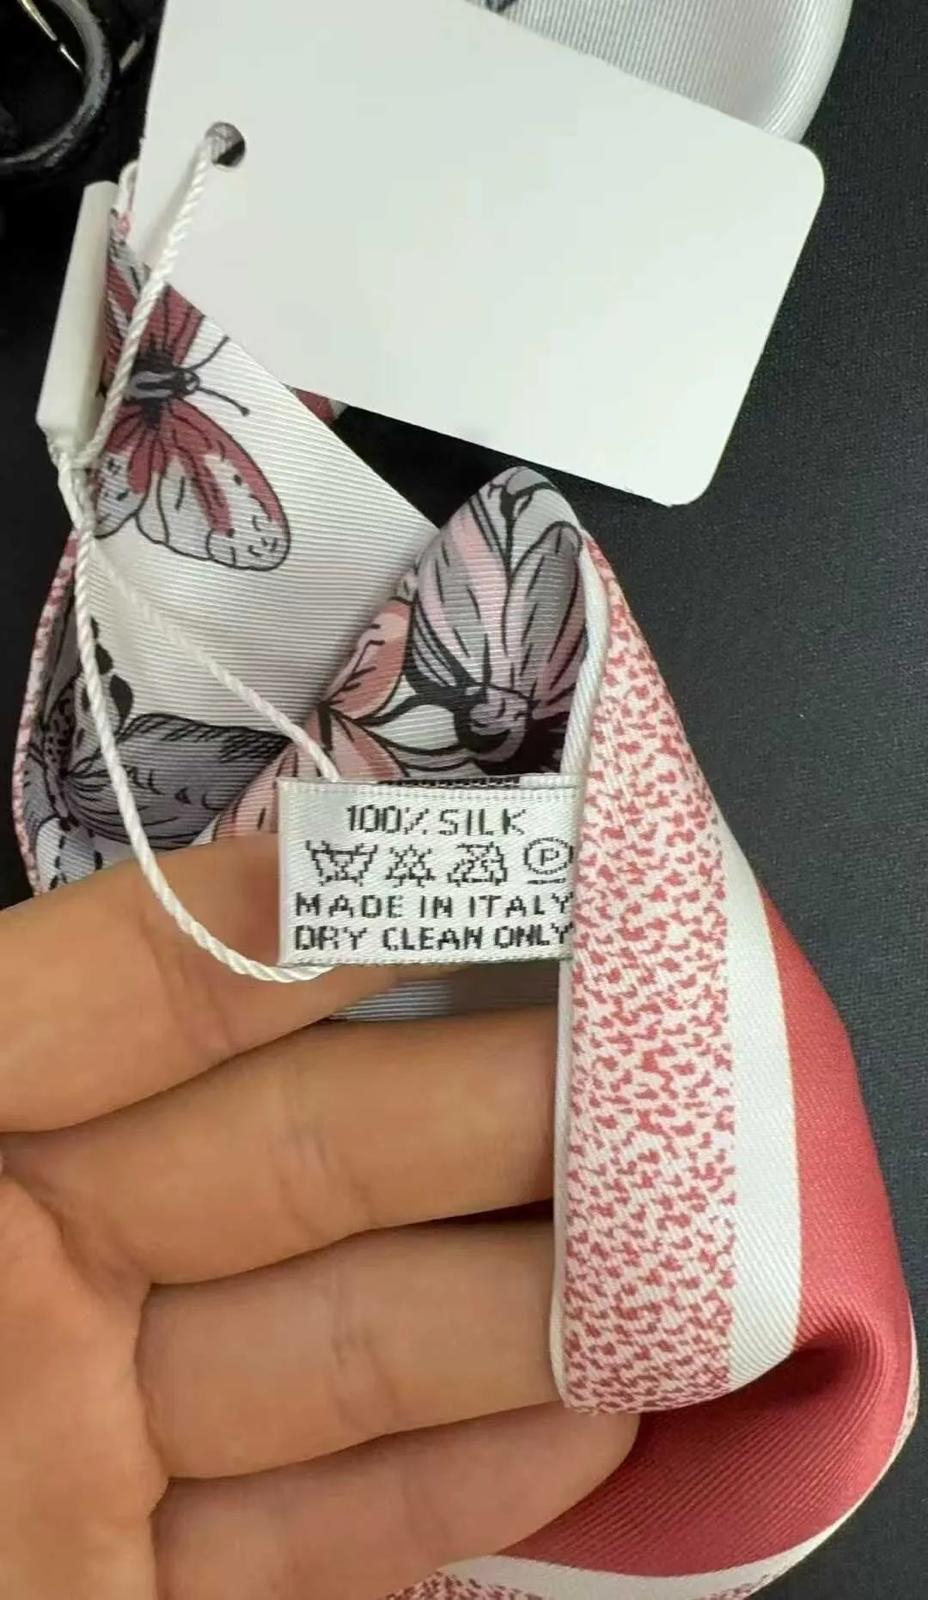 100% SILK
P
MADE IN ITALY
DRY CLEAN ONLY